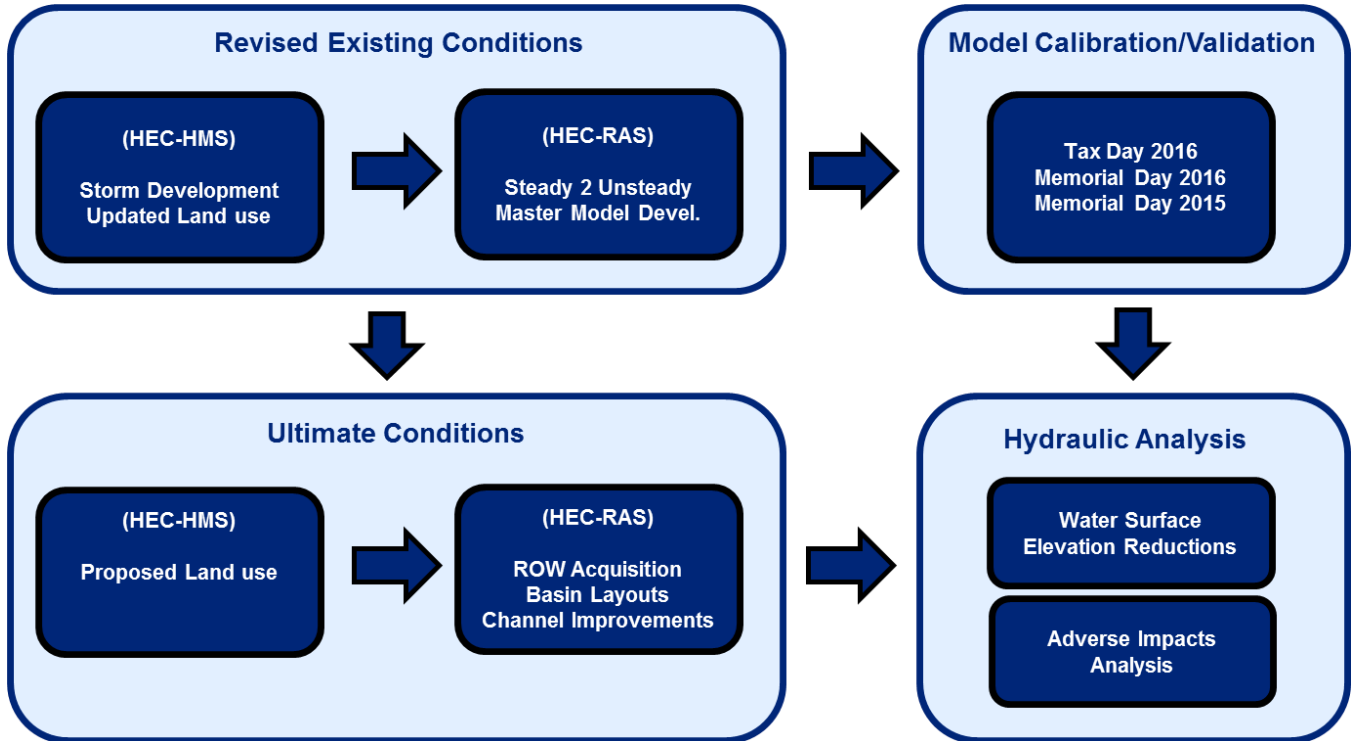 Revised Existing Conditions
(HEC-HMS)
Storm Development
Updated Land use
(HEC-RAS)
Steady 2 Unsteady
Master Model Devel.
Model Calibration/Validation
Tax Day 2016
Memorial Day 2016
Memorial Day 2015
Ultimate Conditions
(HEC-HMS)
Proposed Land use
(HEC-RAS)
ROW Acquisition
Basin Layouts
Channel Improvements
Hydraulic Analysis
Water Surface
Elevation Reductions
Adverse Impacts
Analysis